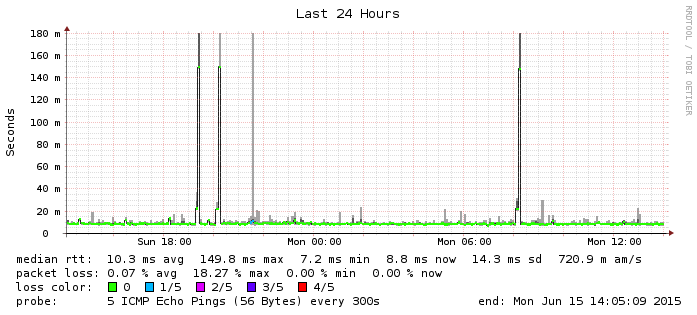 Last 24 Hours
RRDTOOL / TOBI OETIKER
Seconds
180 m
160 m
140 m
120 m
100 m
80 m
60 m
40 m
20 m
0
Sun 18:00 Mon 00:00 Mon 06:00 Mon 12:00
median rtt: 10.3 ms avg 149.8 ms max 7.2 ms min 8.8 ms now 14.3 ms sd 720.9 m am/s
packet loss: 0.07 % avg 18.27 % max 0.00 % min 0.00 % now
loss color: 0 1/5 2/5 3/5 4/5
probe: 5 ICMP Echo Pings (56 Bytes) every 300s end: Mon Jun 15 14:05:09 2015